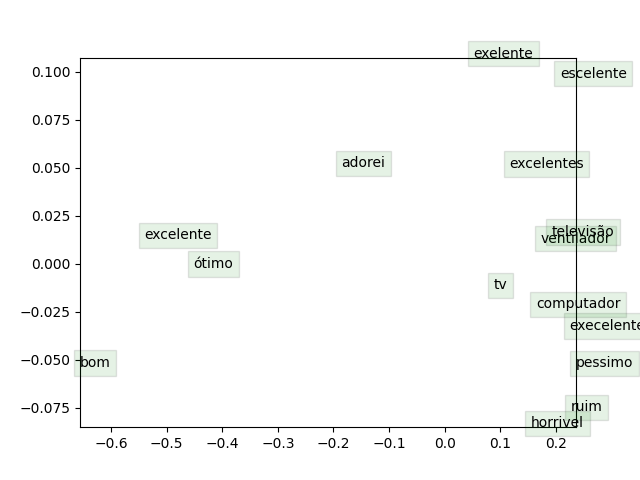 exelente
0.100
escelente
0.075
adorei
excelentes
0.050
excelente
televisão
0.025
ventilador
ótimo
0.000
tv
−0.025
computador
execelente
−0.050
bom
pessimo
−0.075
ruim
horrivel
−0.6 −0.5 −0.4 −0.3 −0.2 −0.1 0.0 0.1 0.2